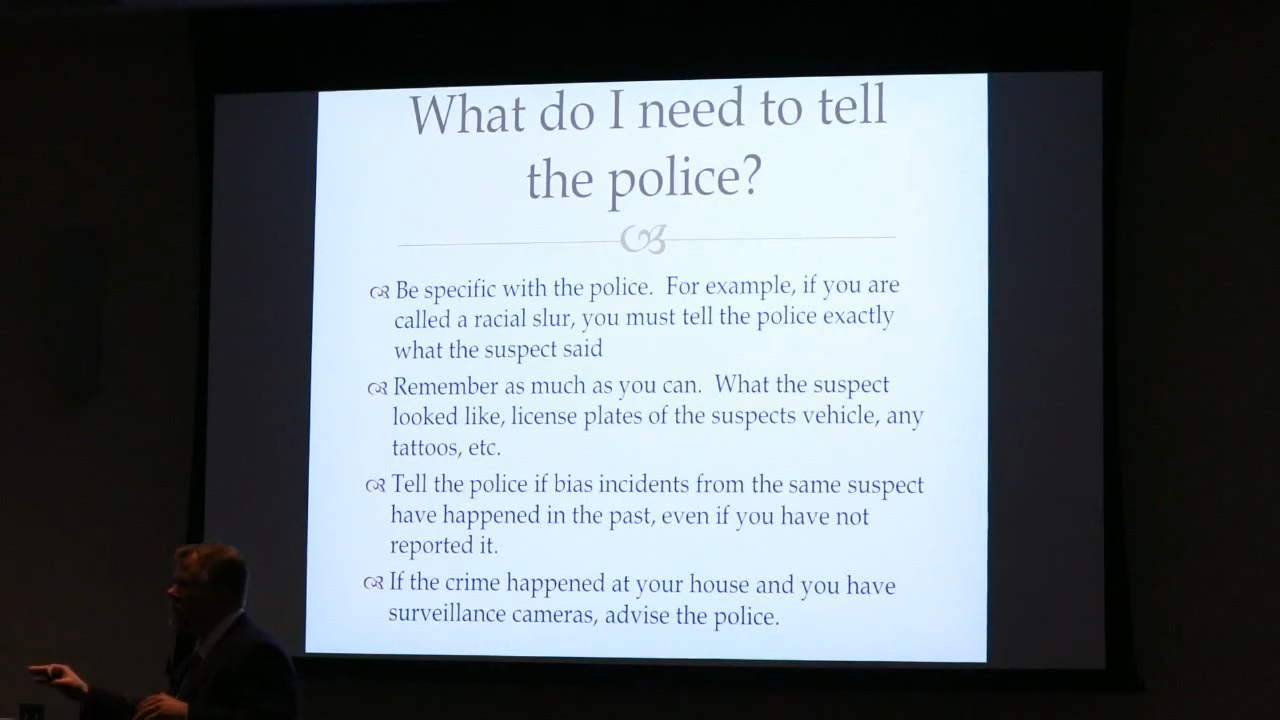 What do I need to tell
the police?
Be specific with the police.  For example, if you are
called a racial slur, you must tell the police exactly
what the suspect said
Remember as much as you can.  What the suspect
looked like, license plates of the suspects vehicle, any
tattoos, etc.
Tell the police if bias incidents from the same suspect
have happened in the past, even if you have not
reported it.
If the crime happened at your house and you have
surveillance cameras, advise the police.